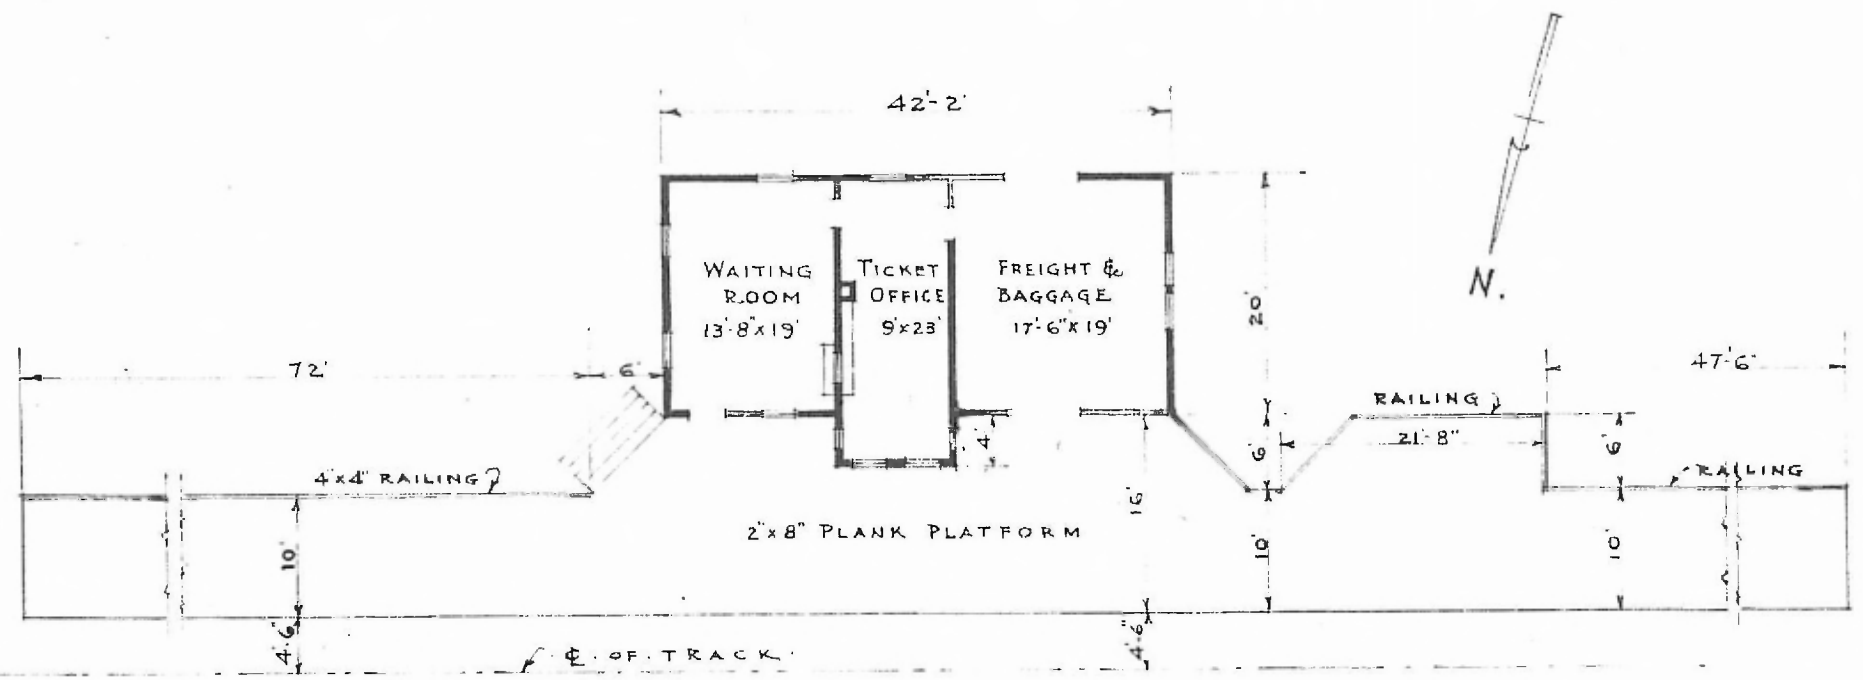 42'-2"
N.
WAITING
ROOM
13'-8"x19'
TICKET
OFFICE
9'x23'
FREIGHT &
BAGGAGE
17'-6"x19'
20'
72'
6'
47'-6"
RAILING
21'-8"
6'
6'
4'
4"x4" RAILING
RAILING
16'
2"x8" PLANK PLATFORM
10'
10'
10'
4'-6"
4'-6"
℄ OF TRACK